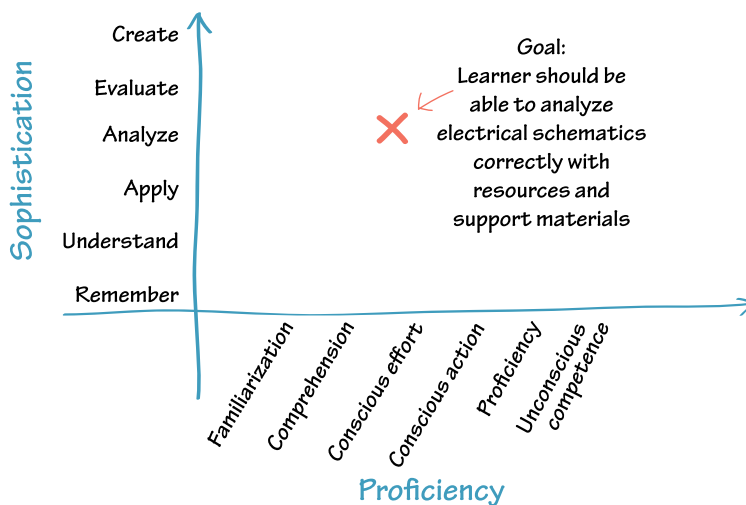 Create
Evaluate
Analyze
Apply
Understand
Remember
Sophistication
Goal:
Learner should be
able to analyze
electrical schematics
correctly with
resources and
support materials
Familiarization
Comprehension
Conscious effort
Conscious action
Proficiency
Unconscious
competence
Proficiency